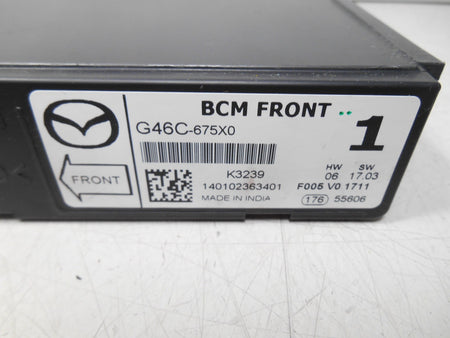 BCM FRONT
G46C-675X0
1
FRONT
K3239
140102363401
MADE IN INDIA
HW SW
06 17.03
F005 V0 1711
176 55606